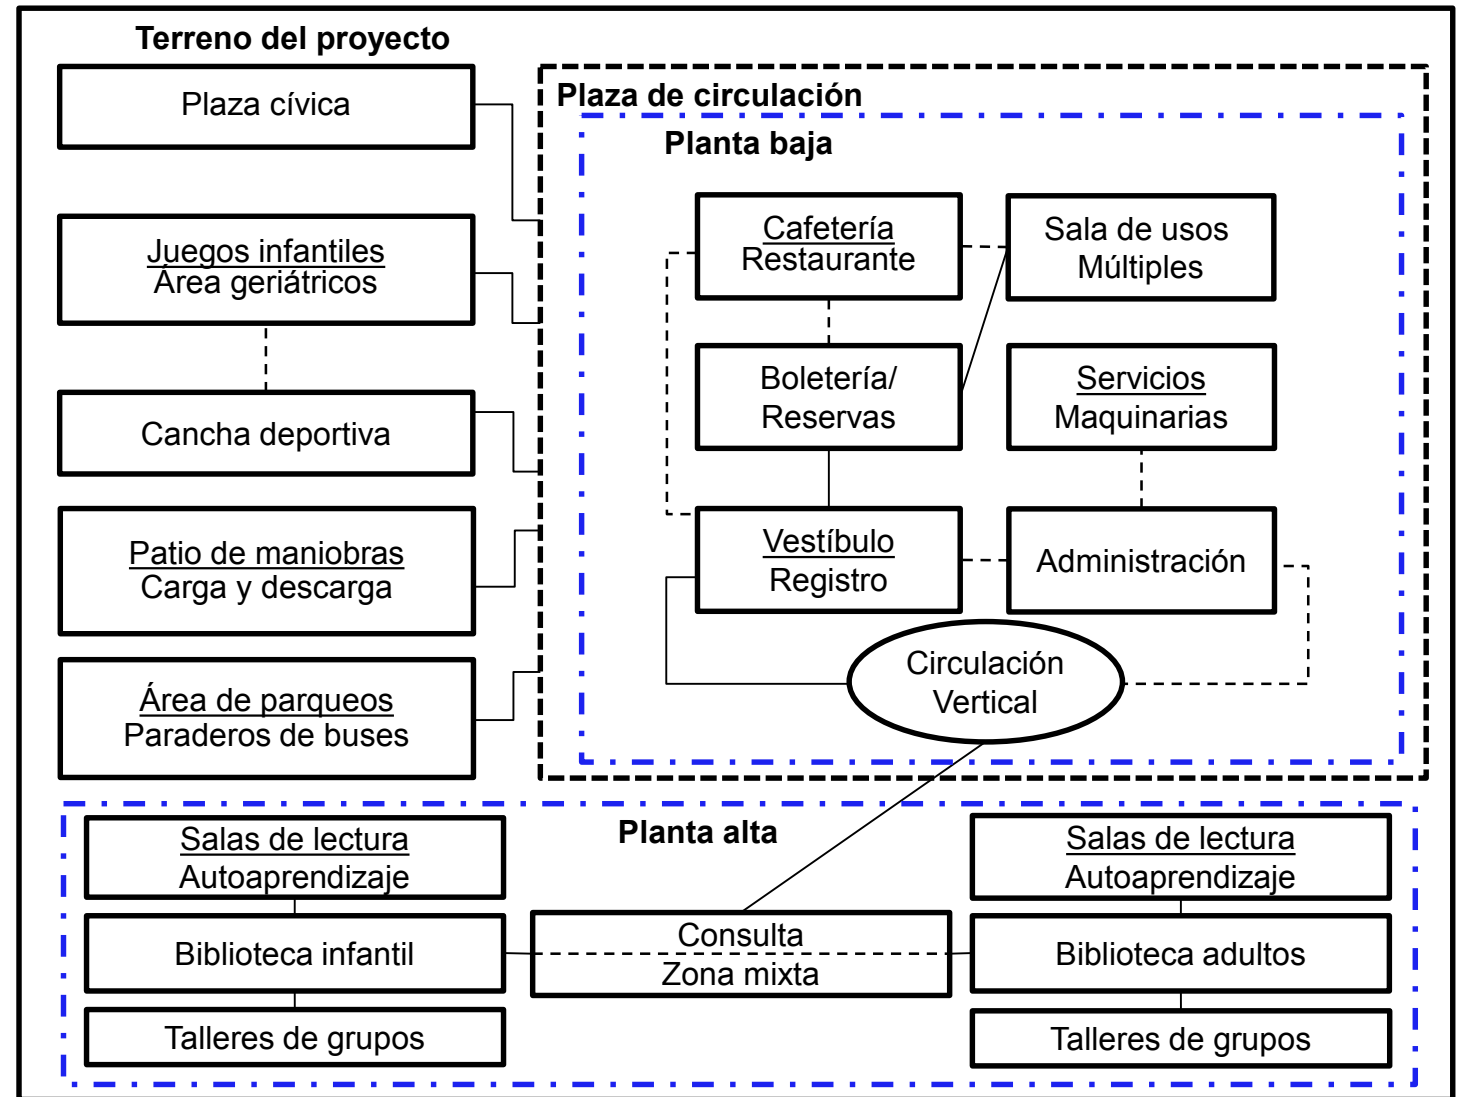 Terreno del proyecto
Plaza cívica
Juegos infantiles
Área geriátricos
Cancha deportiva
Patio de maniobras
Carga y descarga
Área de parqueos
Paraderos de buses
Plaza de circulación
Planta baja
Cafetería
Restaurante
Sala de usos
Múltiples
Boletería/
Reservas
Servicios
Maquinarias
Vestíbulo
Registro
Administración
Circulación
Vertical
Planta alta
Salas de lectura
Autoaprendizaje
Biblioteca infantil
Talleres de grupos
Consulta
Zona mixta
Salas de lectura
Autoaprendizaje
Biblioteca adultos
Talleres de grupos